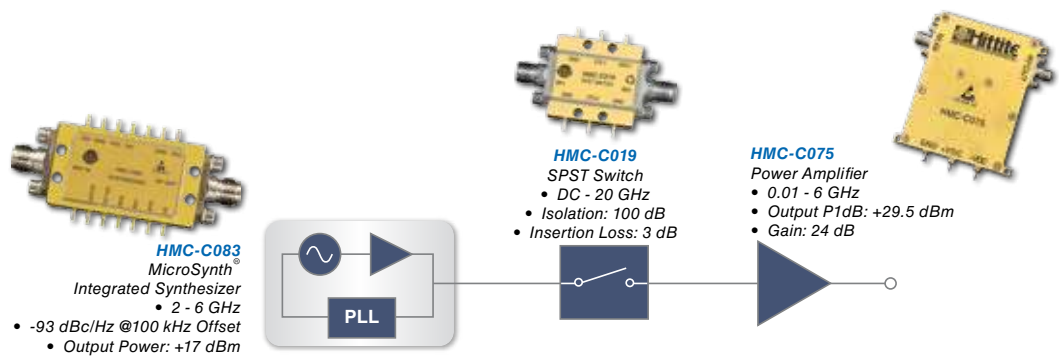 Hittite
HMC-C075
HMC-C019
HMC-C019
SPST Switch
• DC - 20 GHz
• Isolation: 100 dB
• Insertion Loss: 3 dB
HMC-C075
Power Amplifier
• 0.01 - 6 GHz
• Output P1dB: +29.5 dBm
• Gain: 24 dB
HMC-C083
MicroSynth®
Integrated Synthesizer
• 2 - 6 GHz
• -93 dBc/Hz @100 kHz Offset
• Output Power: +17 dBm
PLL